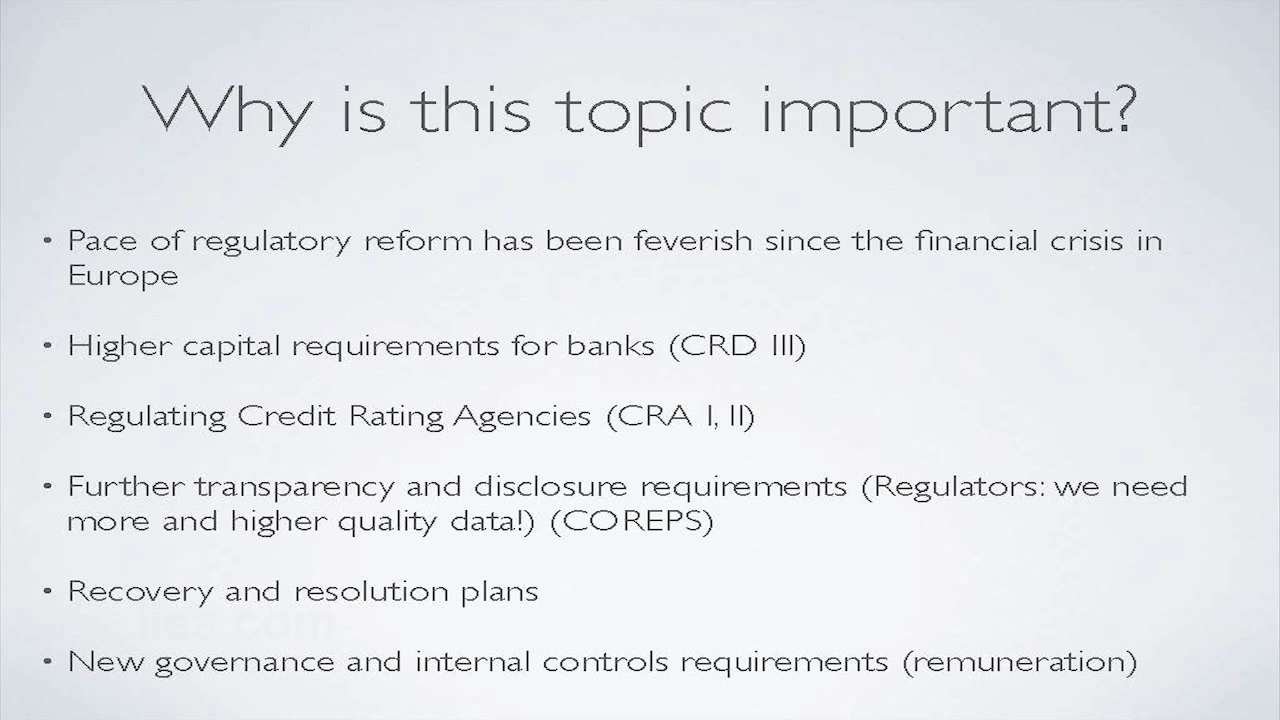 Why is this topic important?
• Pace of regulatory reform has been feverish since the financial crisis in
Europe
• Higher capital requirements for banks (CRD III)
• Regulating Credit Rating Agencies (CRA I, II)
• Further transparency and disclosure requirements (Regulators: we need
more and higher quality data!) (COREPS)
• Recovery and resolution plans
• New governance and internal controls requirements (remuneration)